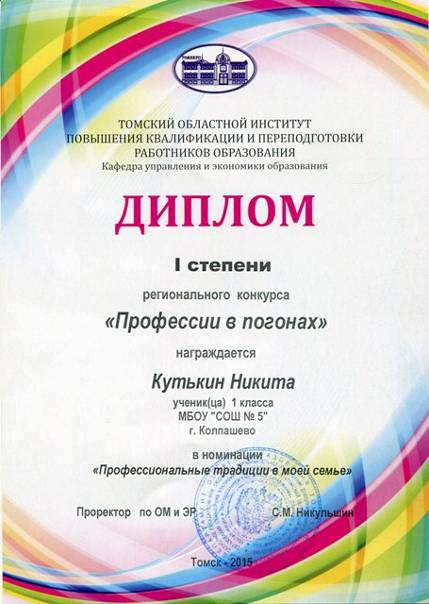 ТОИПКРО
ТОМСКИЙ ОБЛАСТНОЙ ИНСТИТУТ
ПОВЫШЕНИЯ КВАЛИФИКАЦИИ И ПЕРЕПОДГОТОВКИ
РАБОТНИКОВ ОБРАЗОВАНИЯ
Кафедра управления и экономики образования
ДИПЛОМ
I степени
регионального конкурса
«Профессии в погонах»
награждается
Кутькин Никита
ученик(ца) 1 класса
МБОУ "СОШ № 5"
г. Колпашево
в номинации
«Профессиональные традиции в моей семье»
Проректор по ОМ и ЭР С.М. Никульшин
Томск - 2015